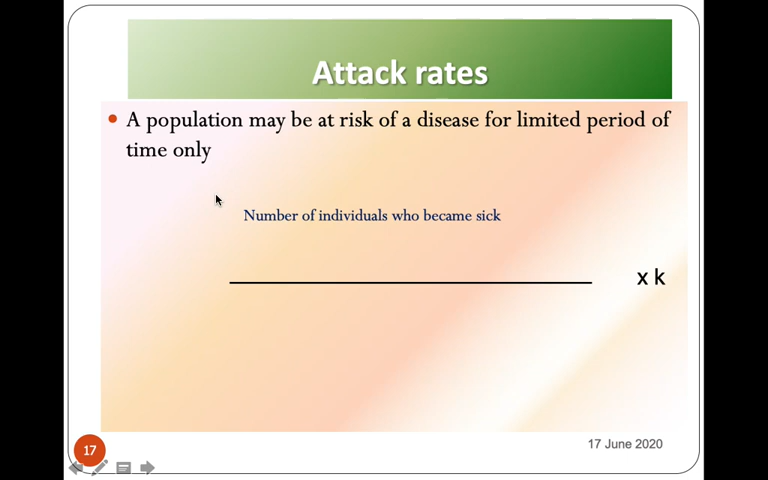 Attack rates
A population may be at risk of a disease for limited period of
time only
Number of individuals who became sick
x k
17
17 June 2020